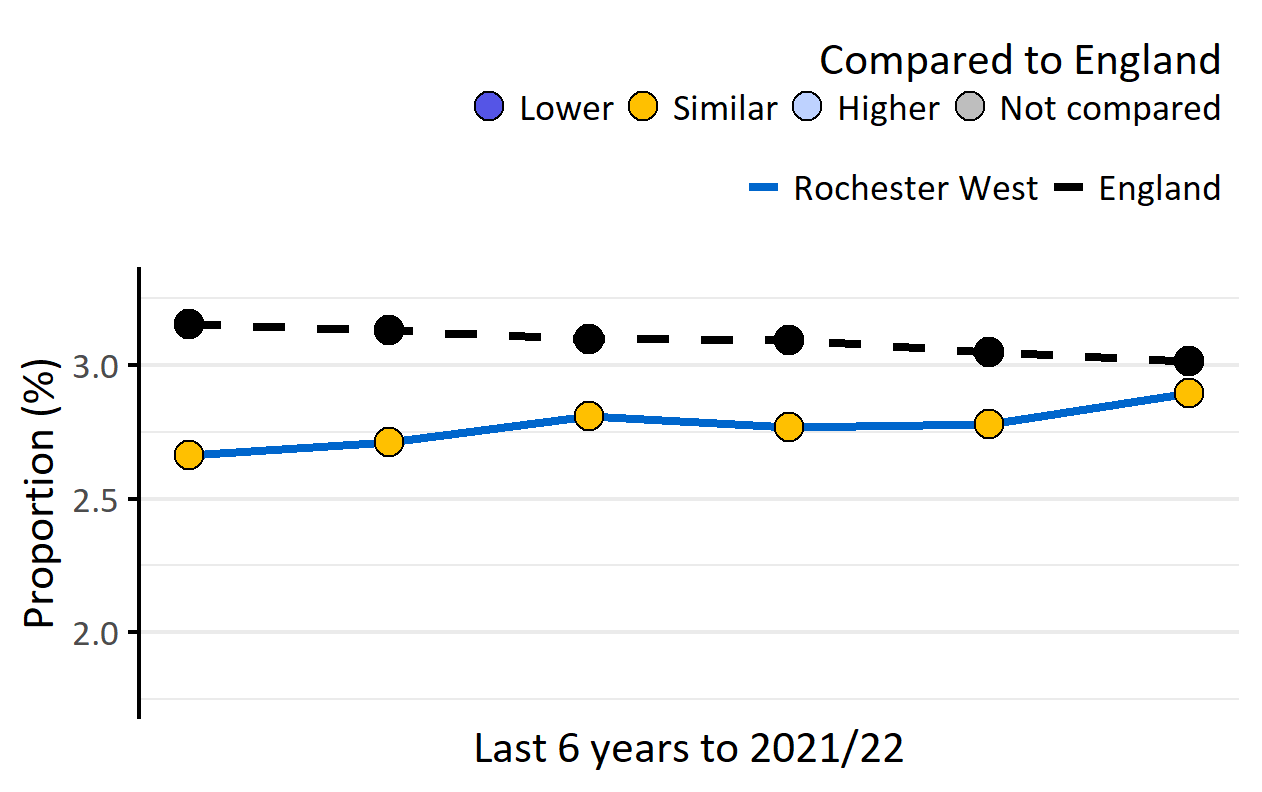 Compared to England
Lower Similar Higher Not compared
Rochester West England
Proportion (%)
3.0
2.5
2.0
Last 6 years to 2021/22